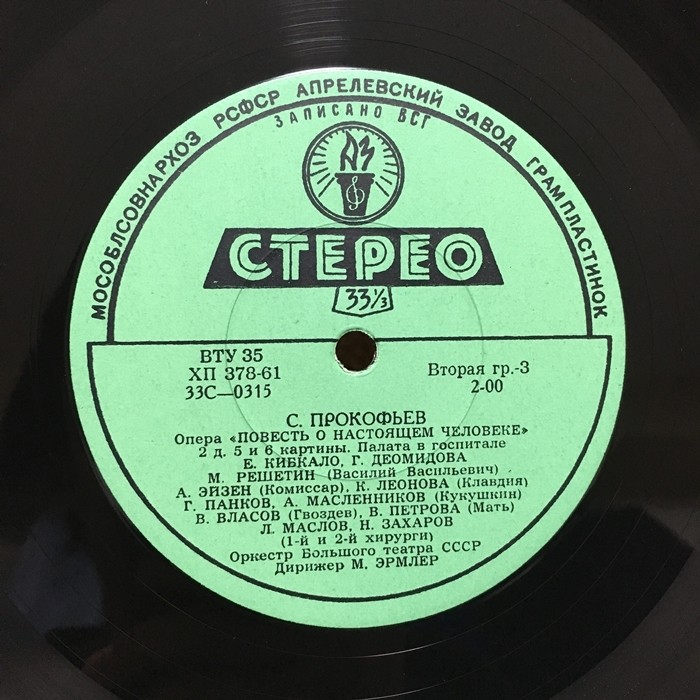 МОСОБЛСОВНАРХОЗ РСФСР АПРЕЛЕВСКИЙ ЗАВОД ГРАМПЛАСТИНОК
ЗАПИСАНО ВСГ
АЗ
СТЕРЕО
33⅓
ВТУ 35
ХП 378-61
33С—0315
Вторая гр.-3
2-00
С. ПРОКОФЬЕВ
Опера «ПОВЕСТЬ О НАСТОЯЩЕМ ЧЕЛОВЕКЕ»
2 д. 5 и 6 картины. Палата в госпитале
Е. КИБКАЛО, Г. ДЕОМИДОВА
М. РЕШЕТИН (Василий Васильевич)
А. ЭЙЗЕН (Комиссар), К. ЛЕОНОВА (Клавдия)
Г. ПАНКОВ, А. МАСЛЕННИКОВ (Кукушкин)
В. ВЛАСОВ (Гвоздев), В. ПЕТРОВА (Мать)
Л. МАСЛОВ, Н. ЗАХАРОВ
(1-й и 2-й хирурги)
Оркестр Большого театра СССР
Дирижер М. ЭРМЛЕР